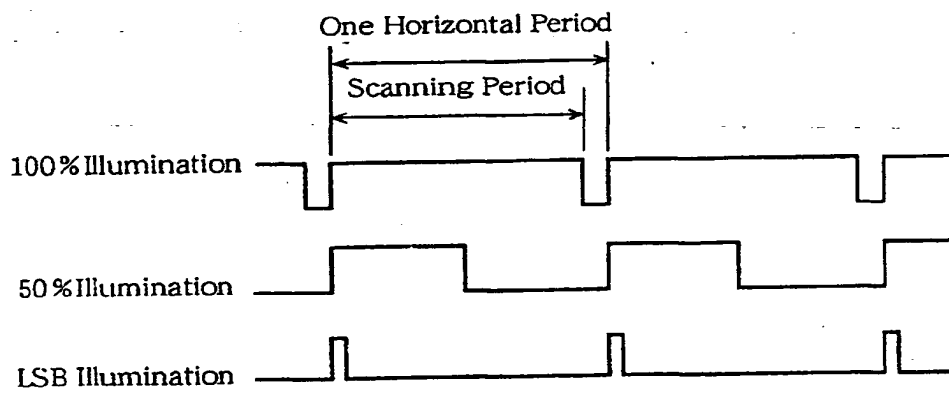 One Horizontal Period
Scanning Period
100% Illumination
50% Illumination
LSB Illumination